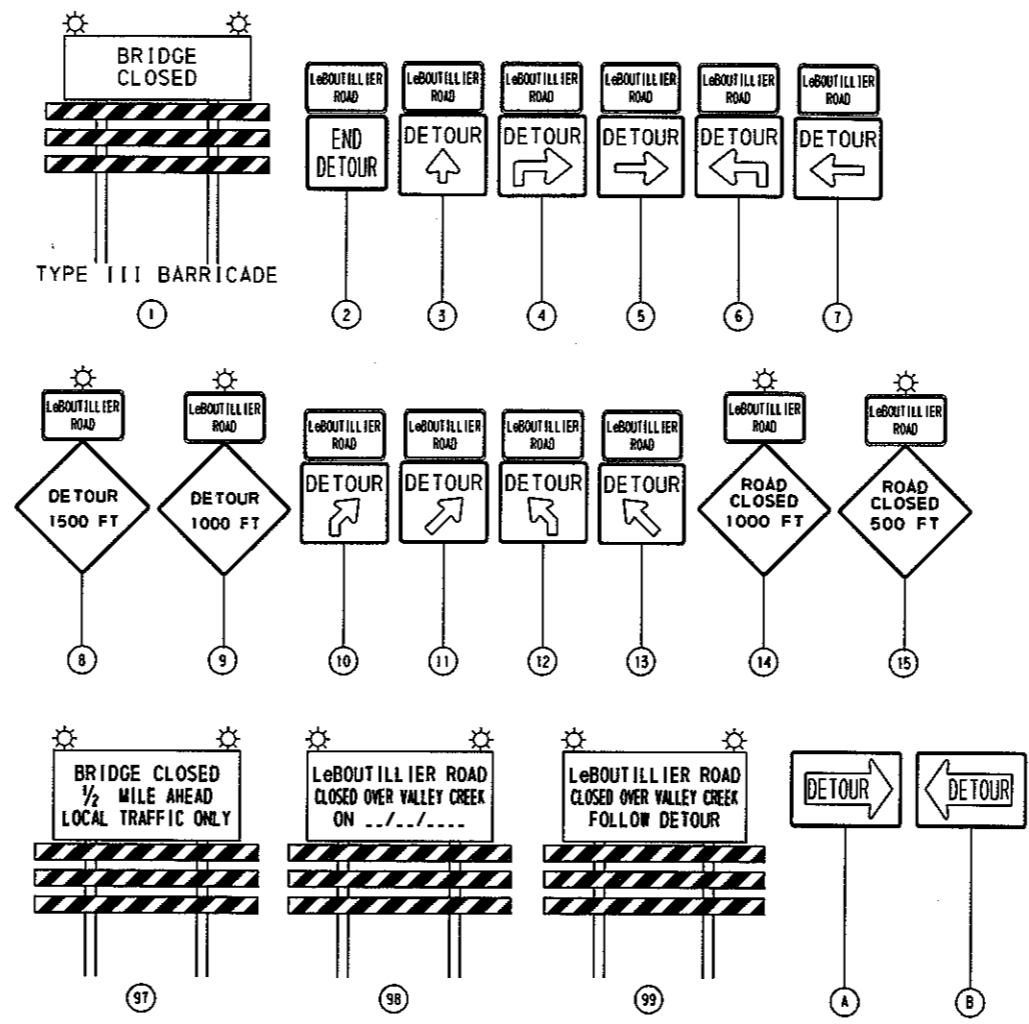 BRIDGE
CLOSED
TYPE III BARRICADE
1
LeBOUTILLIER
ROAD
END
DETOUR
2
LeBOUTILLIER
ROAD
DETOUR
3
LeBOUTILLIER
ROAD
DETOUR
4
LeBOUTILLIER
ROAD
DETOUR
5
LeBOUTILLIER
ROAD
DETOUR
6
LeBOUTILLIER
ROAD
DETOUR
7
LeBOUTILLIER
ROAD
DETOUR
1500 FT
8
LeBOUTILLIER
ROAD
DETOUR
1000 FT
9
LeBOUTILLIER
ROAD
DETOUR
10
LeBOUTILLIER
ROAD
DETOUR
11
LeBOUTILLIER
ROAD
DETOUR
12
LeBOUTILLIER
ROAD
DETOUR
13
LeBOUTILLIER
ROAD
ROAD
CLOSED
1000 FT
14
LeBOUTILLIER
ROAD
ROAD
CLOSED
500 FT
15
BRIDGE CLOSED
1/2 MILE AHEAD
LOCAL TRAFFIC ONLY
97
LeBOUTILLIER ROAD
CLOSED OVER VALLEY CREEK
ON __/__/____
98
LeBOUTILLIER ROAD
CLOSED OVER VALLEY CREEK
FOLLOW DETOUR
99
DETOUR
A
DETOUR
B